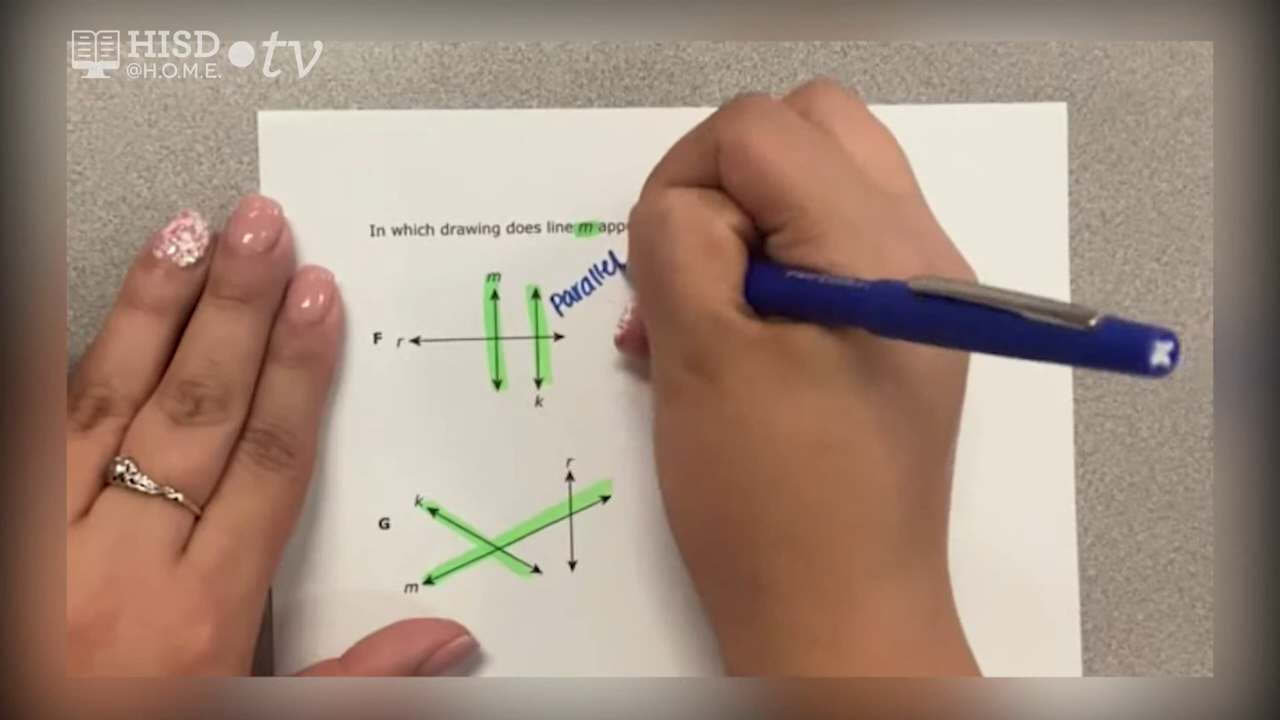 HISD
@H.O.M.E.
tv
In which drawing does line m app
m
Parallel
F
r
k
r
k
G
m